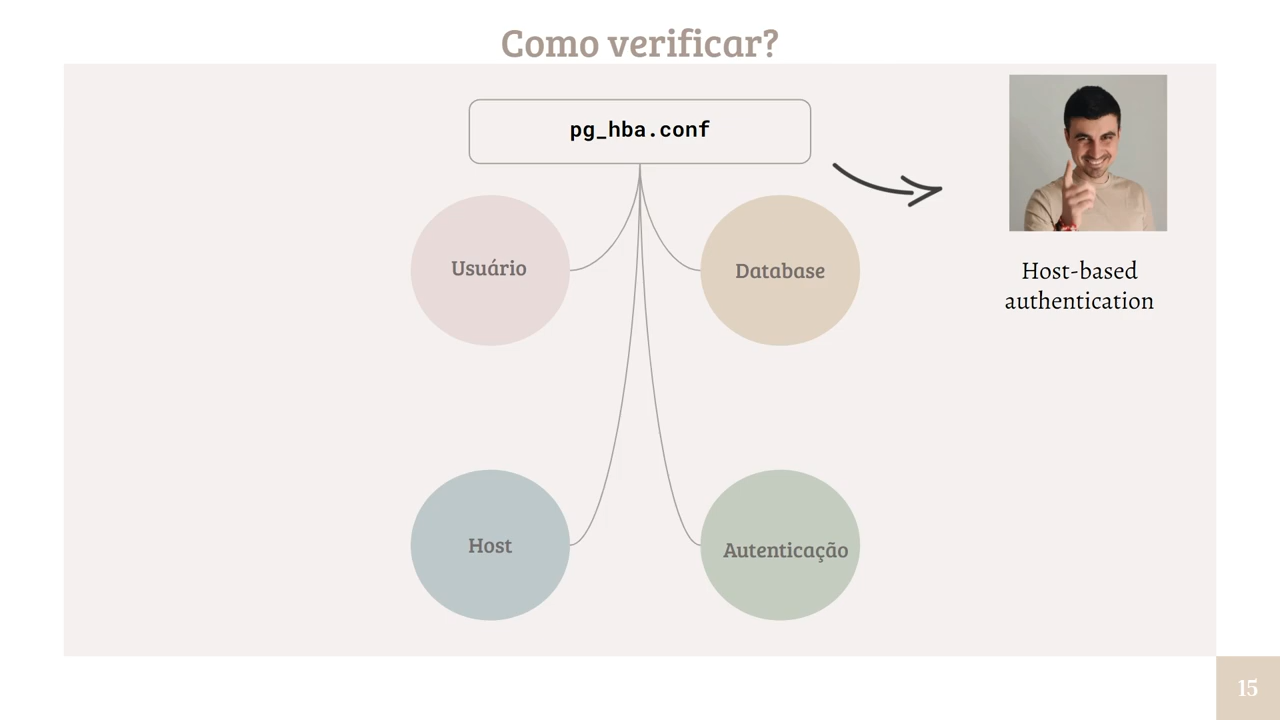 Como verificar?
pg_hba.conf
Usuário
Database
Host-based
authentication
Host
Autenticação
15